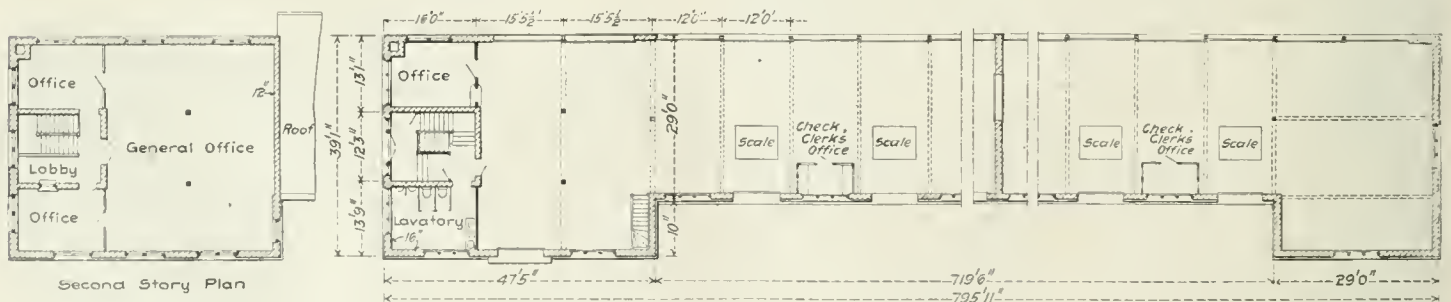 Office
12"
Roof
General Office
Lobby
Office
Second Story Plan
16'0"
15'5½"
15'5½"
12'0"
12'0"
39'1"
13'1"
12'3"
13'9"
Office
Lavatory
16"
29'0"
10"
Scale
Check
Clerks
Office
Scale
Scale
Check
Clerks
Office
Scale
47'5"
719'6"
29'0"
795'11"